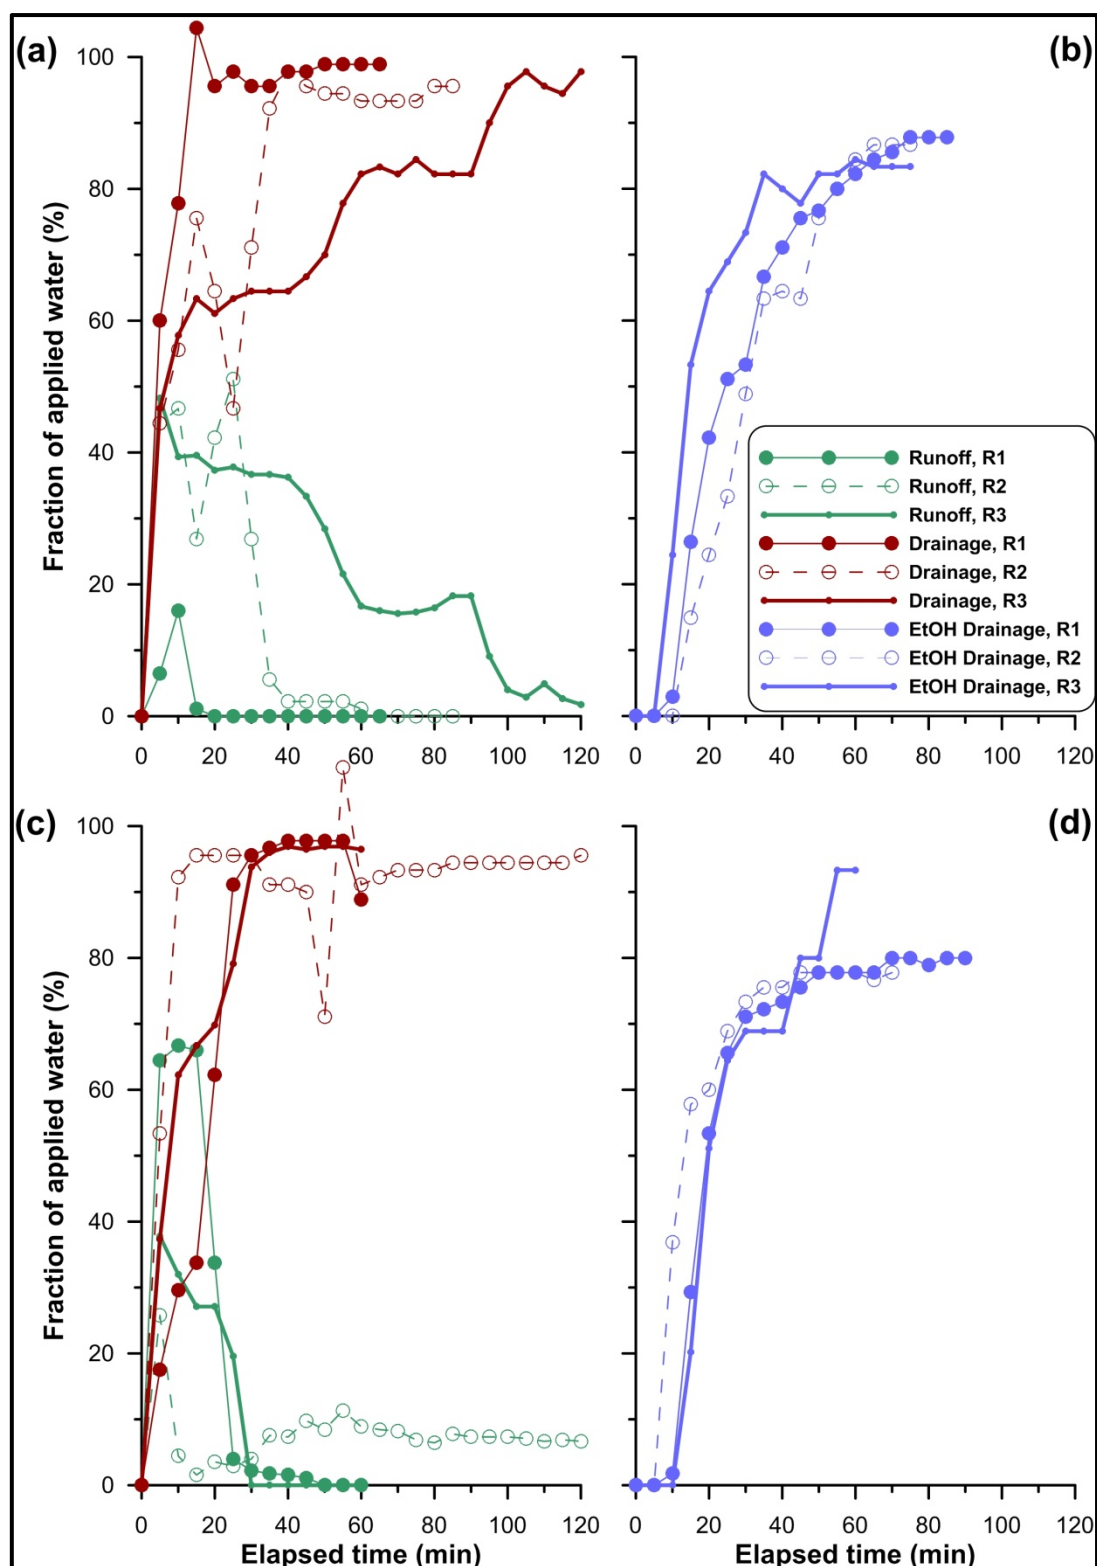 (a)
(b)
100
80
60
40
20
0
Fraction of applied water (%)
0 20 40 60 80 100 120
0 20 40 60 80 100 120
Runoff, R1
Runoff, R2
Runoff, R3
Drainage, R1
Drainage, R2
Drainage, R3
EtOH Drainage, R1
EtOH Drainage, R2
EtOH Drainage, R3
(c)
(d)
100
80
60
40
20
0
Fraction of applied water (%)
0 20 40 60 80 100 120
0 20 40 60 80 100 120
Elapsed time (min)
Elapsed time (min)